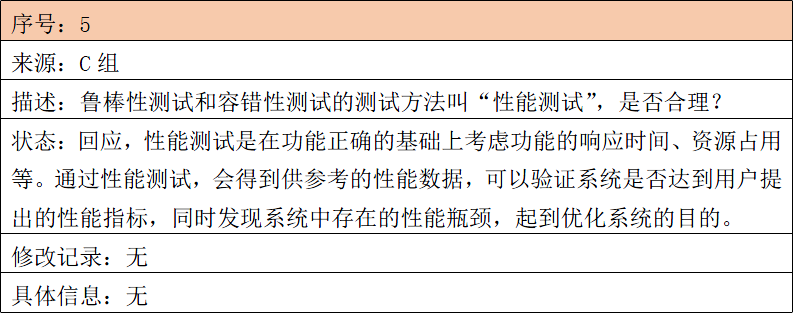 序号：5
来源：C 组
描述：鲁棒性测试和容错性测试的测试方法叫“性能测试”，是否合理？
状态：回应，性能测试是在功能正确的基础上考虑功能的响应时间、资源占用
等。通过性能测试，会得到供参考的性能数据，可以验证系统是否达到用户提
出的性能指标，同时发现系统中存在的性能瓶颈，起到优化系统的目的。
修改记录：无
具体信息：无